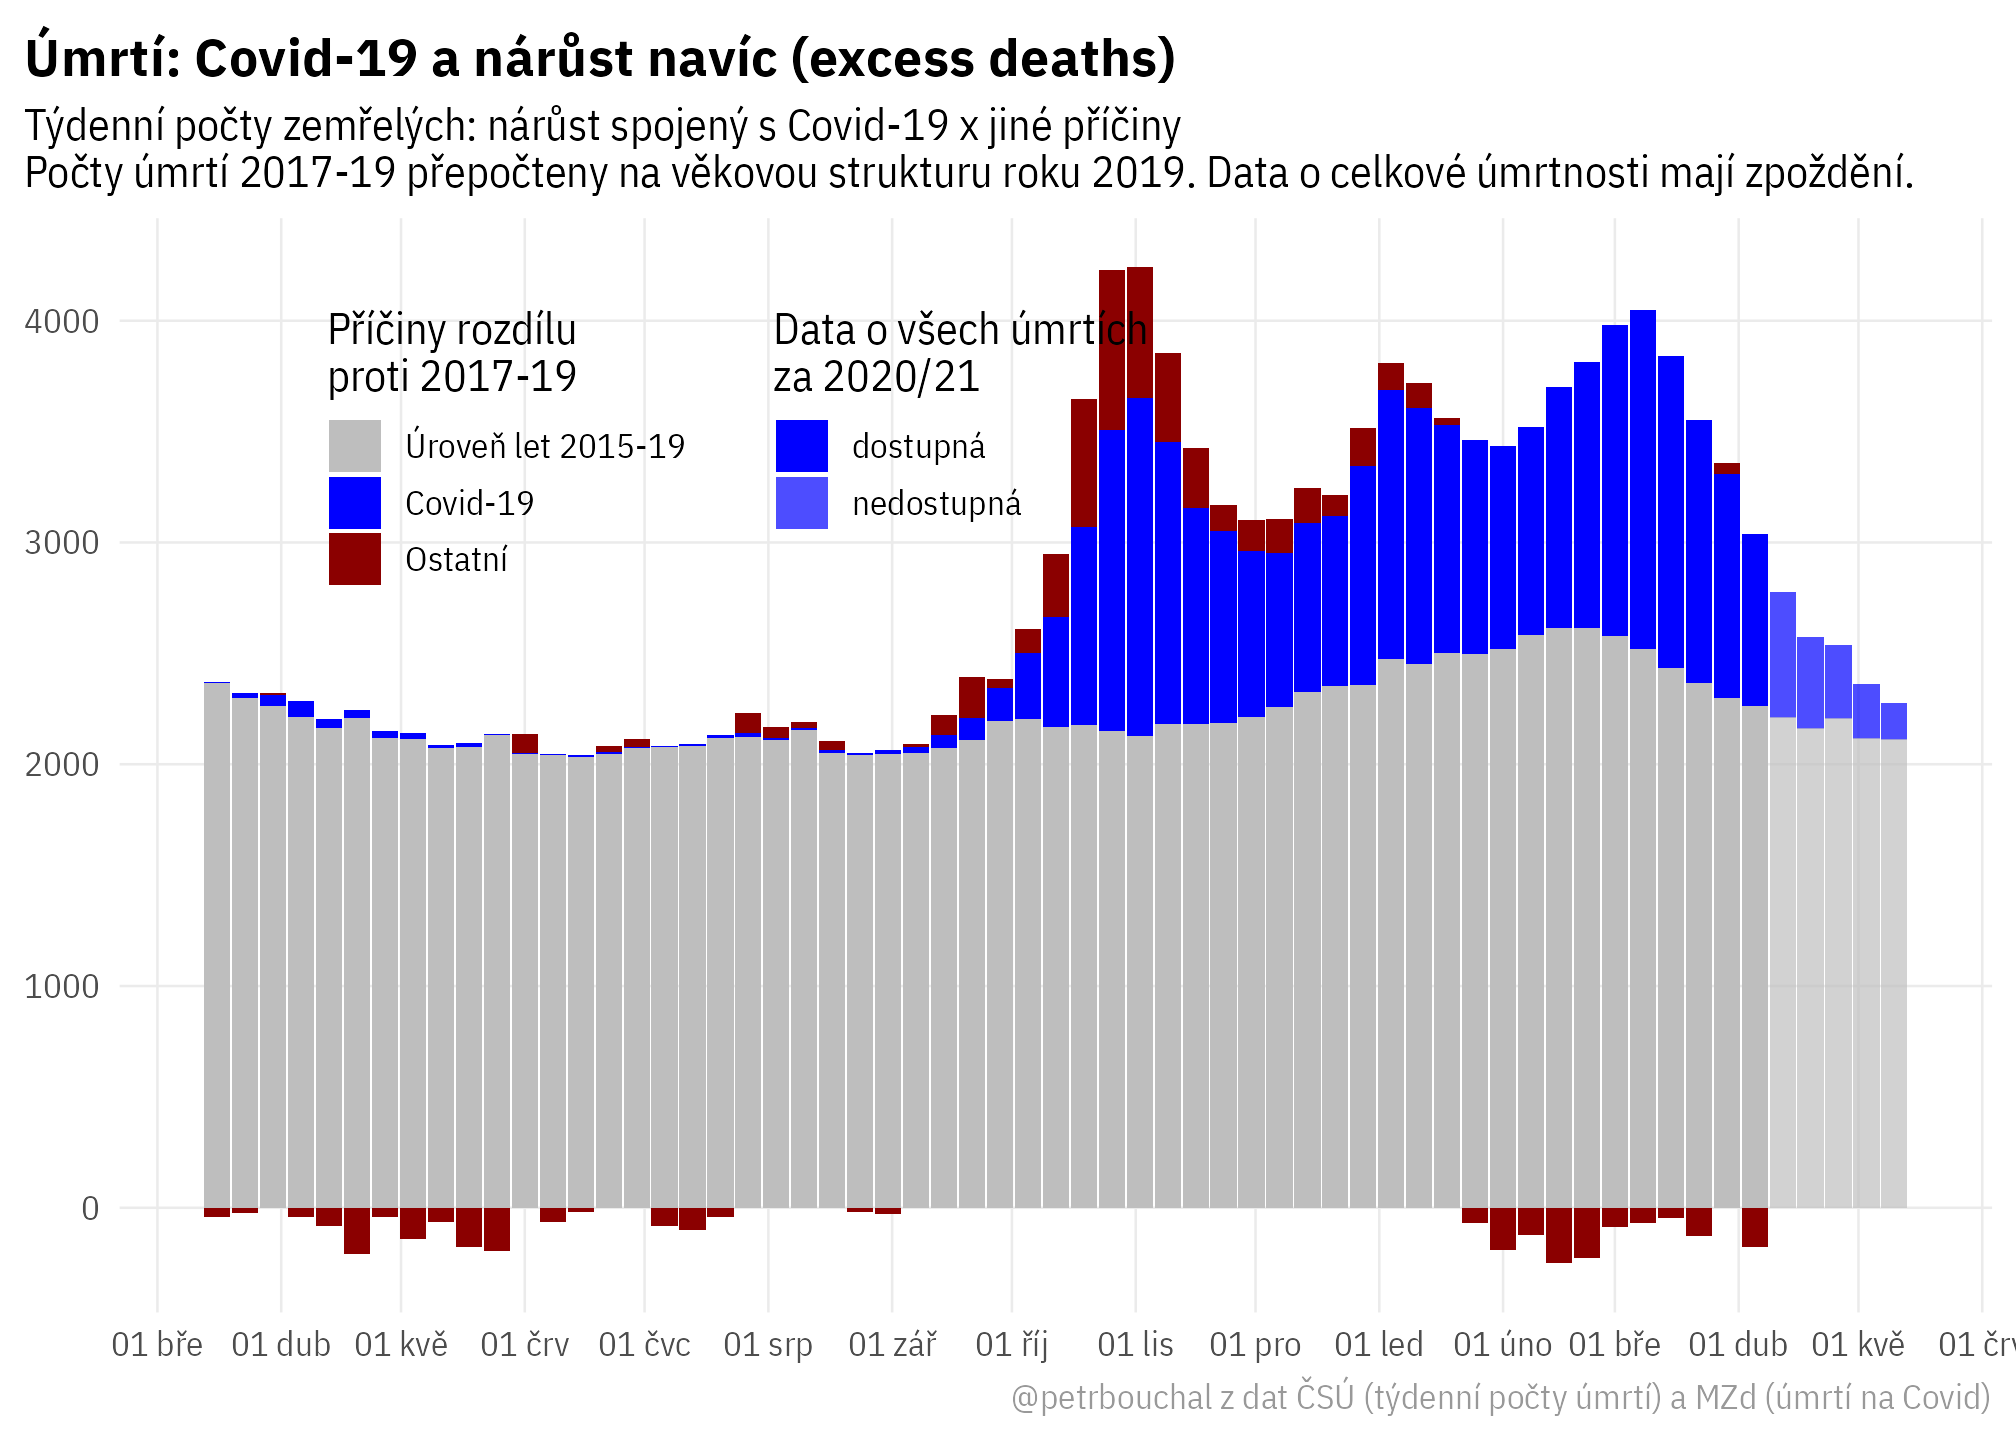 Úmrtí: Covid-19 a nárůst navíc (excess deaths)
Týdenní počty zemřelých: nárůst spojený s Covid-19 x jiné příčiny
Počty úmrtí 2017-19 přepočteny na věkovou strukturu roku 2019. Data o celkové úmrtnosti mají zpoždění.
4000
3000
2000
1000
0
Příčiny rozdílu
proti 2017-19
Úroveň let 2015-19
Covid-19
Ostatní
Data o všech úmrtích
za 2020/21
dostupná
nedostupná
01 bře
01 dub
01 kvě
01 črv
01 čvc
01 srp
01 zář
01 říj
01 lis
01 pro
01 led
01 úno
01 bře
01 dub
01 kvě
01 črv
@petrbouchal z dat ČSÚ (týdenní počty úmrtí) a MZd (úmrtí na Covid)